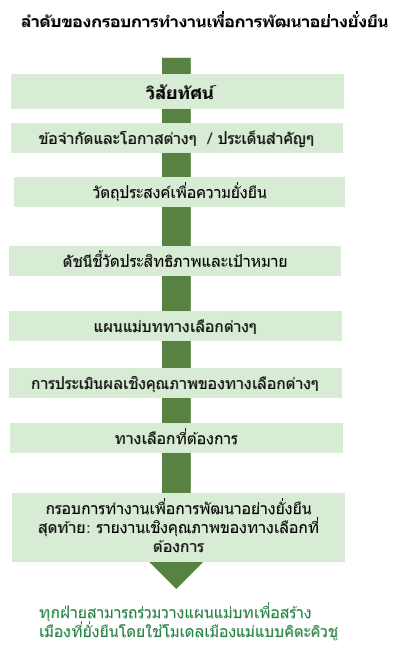 ลำดับของกรอบการทำงานเพื่อการพัฒนาอย่างยั่งยืน
วิสัยทัศน์
ข้อจำกัดและโอกาสต่างๆ / ประเด็นสำคัญๆ
วัตถุประสงค์เพื่อความยั่งยืน
ดัชนีชี้วัดประสิทธิภาพและเป้าหมาย
แผนแม่บททางเลือกต่างๆ
การประเมินผลเชิงคุณภาพของทางเลือกต่างๆ
ทางเลือกที่ต้องการ
กรอบการทำงานเพื่อการพัฒนาอย่างยั่งยืน
สุดท้าย: รายงานเชิงคุณภาพของทางเลือกที่
ต้องการ
ทุกฝ่ายสามารถร่วมวางแผนแม่บทเพื่อสร้าง
เมืองที่ยั่งยืนโดยใช้โมเดลเมืองแม่แบบคิตะคิวชู